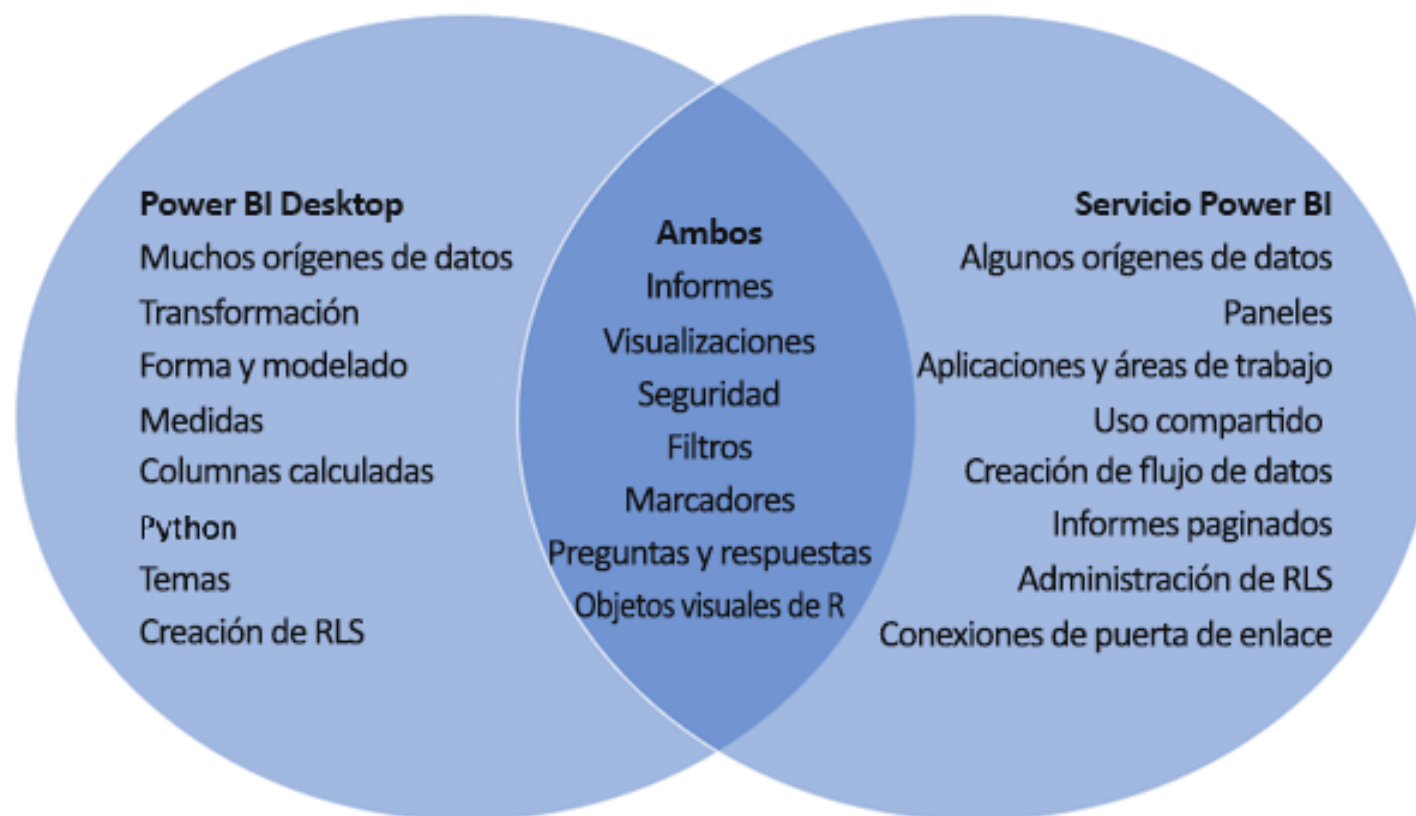 Power BI Desktop
Muchos orígenes de datos
Transformación
Forma y modelado
Medidas
Columnas calculadas
Python
Temas
Creación de RLS
Ambos
Informes
Visualizaciones
Seguridad
Filtros
Marcadores
Preguntas y respuestas
Objetos visuales de R
Servicio Power BI
Algunos orígenes de datos
Paneles
Aplicaciones y áreas de trabajo
Uso compartido
Creación de flujo de datos
Informes paginados
Administración de RLS
Conexiones de puerta de enlace